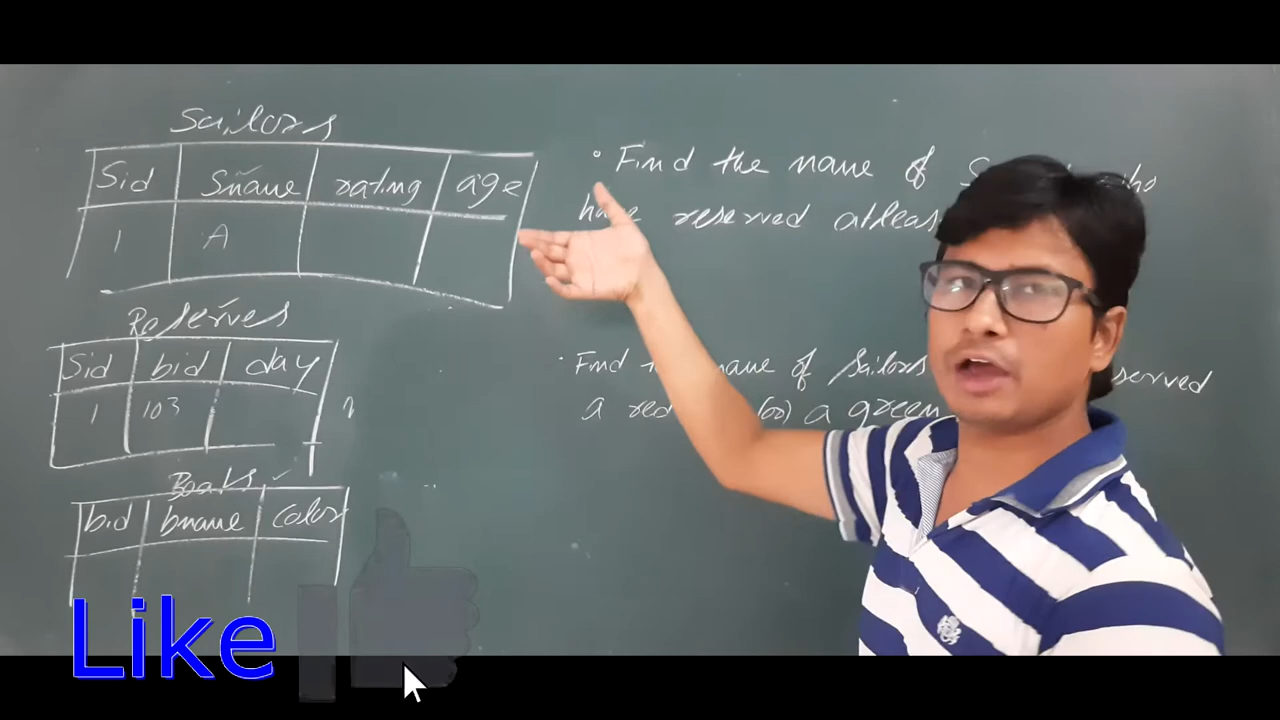 Sailors
Sid Sname rating age
1 A
Reserves
Sid bid day
1 103
Boats
bid bname color
Find the name of
have reserved atleas
Find name of Sailors served
a red (or) a green
Like